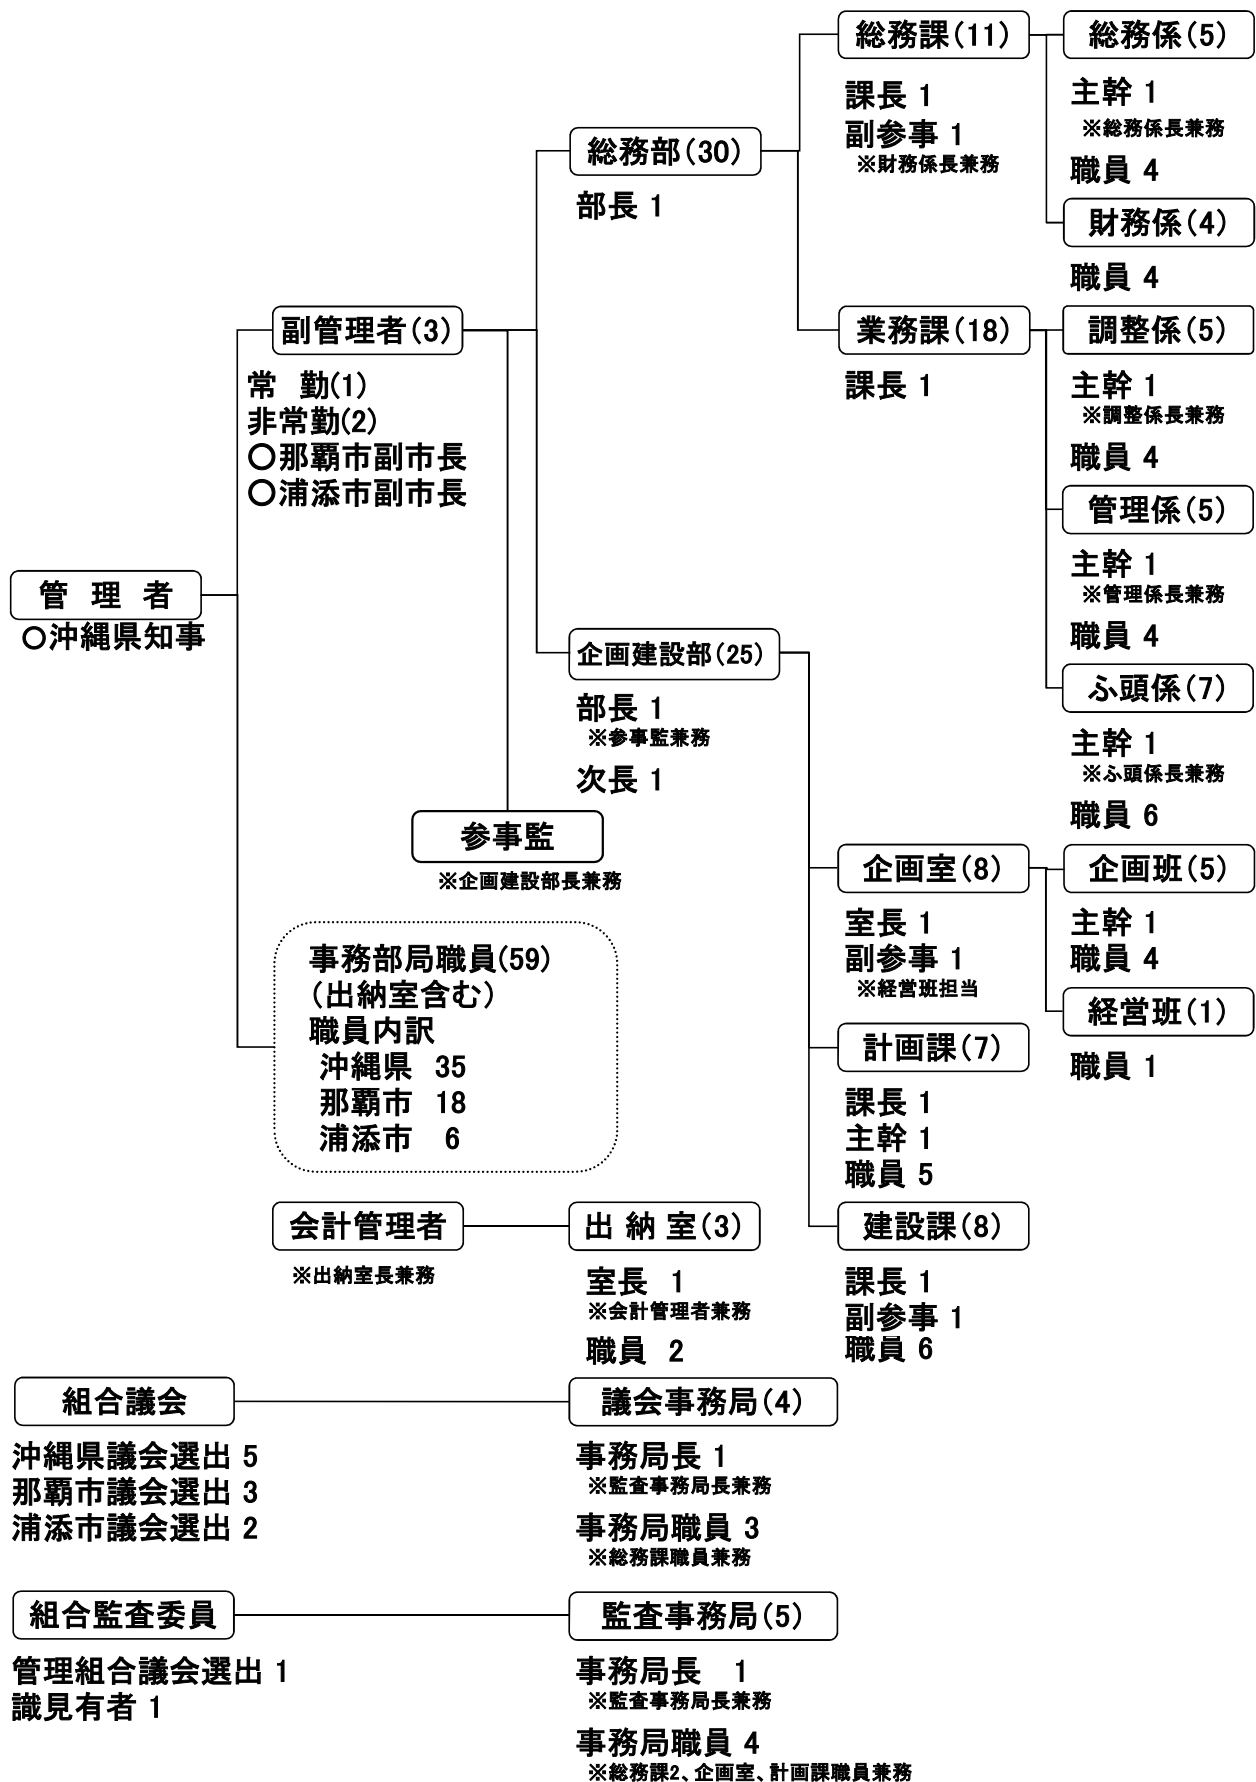 管理者
○沖縄県知事
副管理者(3)
常 勤(1)
非常勤(2)
○那覇市副市長
○浦添市副市長
参事監
※企画建設部長兼務
事務部局職員(59)
(出納室含む)
職員内訳
沖縄県 35
那覇市 18
浦添市 6
総務部(30)
部長 1
総務課(11)
課長 1
副参事 1
※財務係長兼務
総務係(5)
主幹 1
※総務係長兼務
職員 4
財務係(4)
職員 4
業務課(18)
課長 1
調整係(5)
主幹 1
※調整係長兼務
職員 4
管理係(5)
主幹 1
※管理係長兼務
職員 4
ふ頭係(7)
主幹 1
※ふ頭係長兼務
職員 6
企画建設部(25)
部長 1
※参事監兼務
次長 1
企画室(8)
室長 1
副参事 1
※経営班担当
企画班(5)
主幹 1
職員 4
経営班(1)
職員 1
計画課(7)
課長 1
主幹 1
職員 5
建設課(8)
課長 1
副参事 1
職員 6
会計管理者
※出納室長兼務
出納室(3)
室長 1
※会計管理者兼務
職員 2
組合議会
沖縄県議会選出 5
那覇市議会選出 3
浦添市議会選出 2
議会事務局(4)
事務局長 1
※監査事務局長兼務
事務局職員 3
※総務課職員兼務
組合監査委員
管理組合議会選出 1
識見有者 1
監査事務局(5)
事務局長 1
※監査事務局長兼務
事務局職員 4
※総務課2、企画室、計画課職員兼務